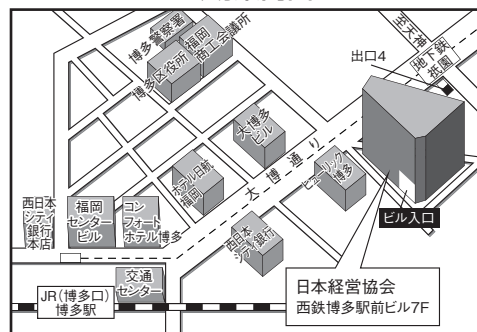 博多警察署
福岡商工会議所
博多区役所
至天神
地下鉄
祇園
出口4
大博多
ビル
大博通り
ヒューリック
博多
ホテル日航
福岡
ビル入口
西日本
シティ
銀行
本店
福岡
センター
ビル
コン
フォート
ホテル博多
西日本
シティ銀行
交通
センター
JR(博多口)
博多駅
日本経営協会
西鉄博多駅前ビル7F